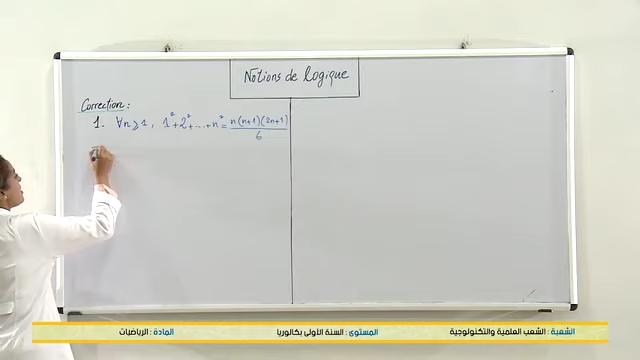 Notions de logique
Correction :
1. ∀n ⩾ 1, 1² + 2² + ... + n² = n(n+1)(2n+1)/6
الشعبة : الشعب العلمية والتكنولوجية
المستوى : السنة الأولى بكالوريا
المادة : الرياضيات